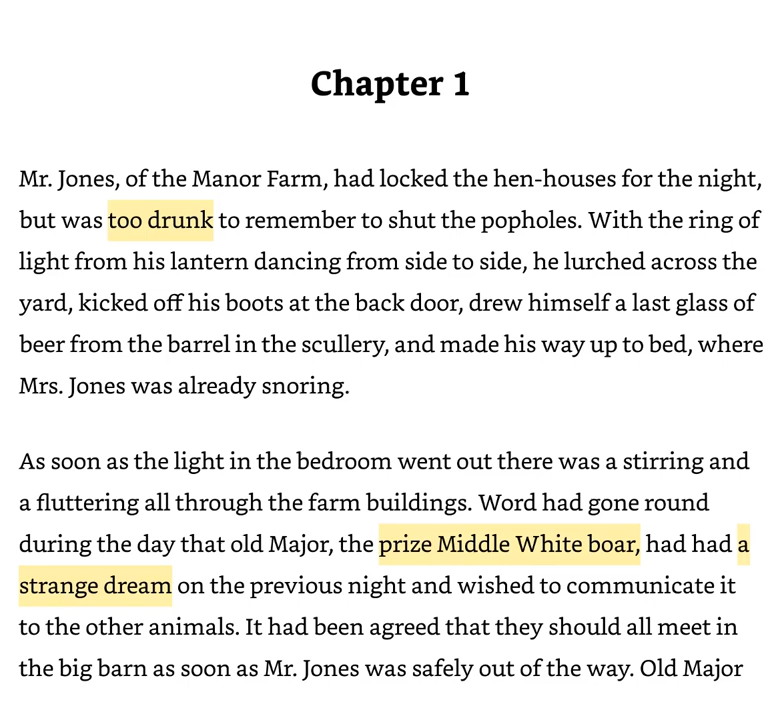 Chapter 1
Mr. Jones, of the Manor Farm, had locked the hen-houses for the night,
but was too drunk to remember to shut the popholes. With the ring of
light from his lantern dancing from side to side, he lurched across the
yard, kicked off his boots at the back door, drew himself a last glass of
beer from the barrel in the scullery, and made his way up to bed, where
Mrs. Jones was already snoring.
As soon as the light in the bedroom went out there was a stirring and
a fluttering all through the farm buildings. Word had gone round
during the day that old Major, the prize Middle White boar, had had a
strange dream on the previous night and wished to communicate it
to the other animals. It had been agreed that they should all meet in
the big barn as soon as Mr. Jones was safely out of the way. Old Major